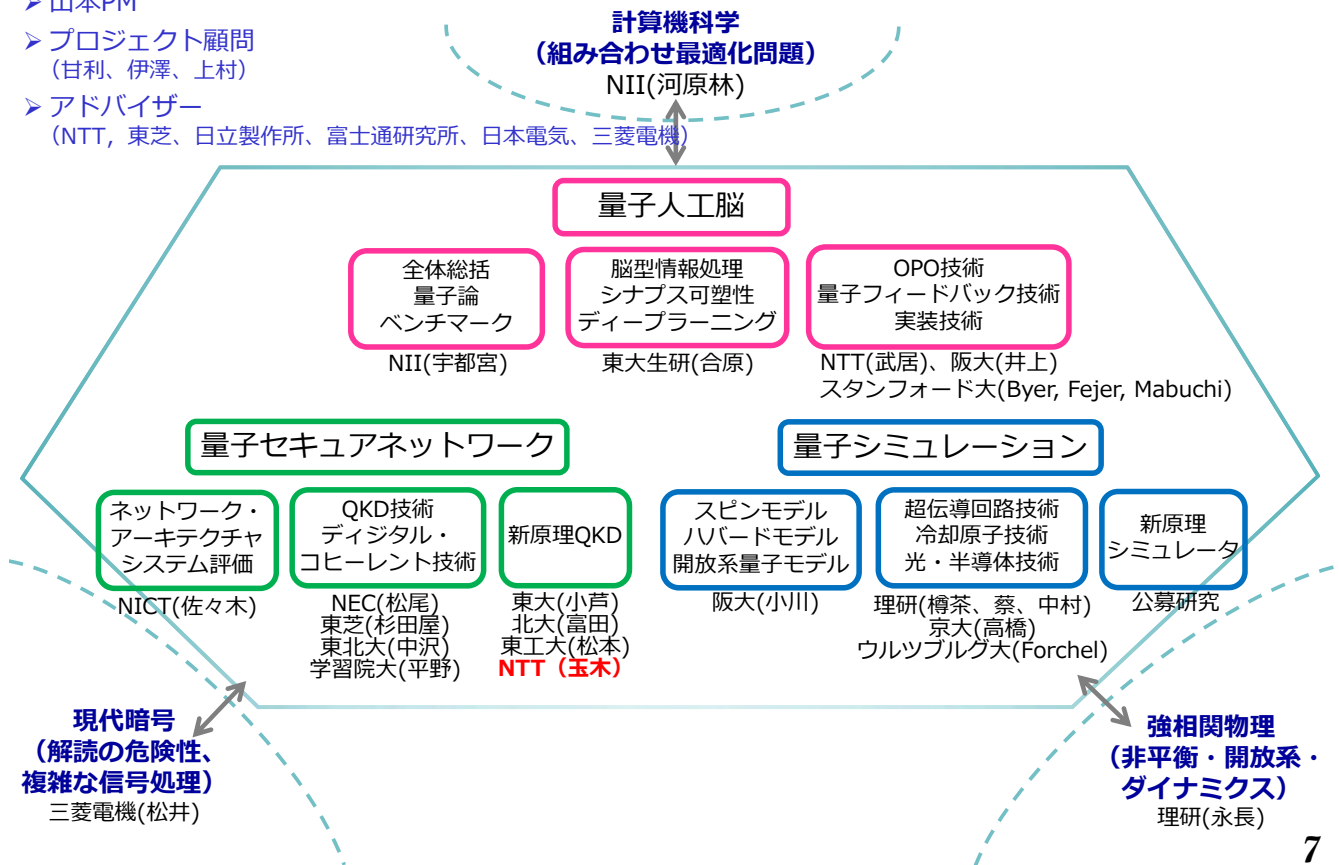 ➢ 山本PM
➢ プロジェクト顧問
（甘利、伊澤、上村）
➢ アドバイザー
（NTT, 東芝、日立製作所、富士通研究所、日本電気、三菱電機）
計算機科学
（組み合わせ最適化問題）
NII(河原林)
量子人工脳
全体総括
量子論
ベンチマーク
NII(宇都宮)
脳型情報処理
シナプス可塑性
ディープラーニング
東大生研(合原)
OPO技術
量子フィードバック技術
実装技術
NTT(武居)、阪大(井上)
スタンフォード大(Byer, Fejer, Mabuchi)
量子セキュアネットワーク
ネットワーク・
アーキテクチャ
システム評価
NICT(佐々木)
QKD技術
ディジタル・
コヒーレント技術
NEC(松尾)
東芝(杉田屋)
東北大(中沢)
学習院大(平野)
新原理QKD
東大(小芦)
北大(富田)
東工大(松本)
NTT（玉木）
量子シミュレーション
スピンモデル
ハバードモデル
開放系量子モデル
阪大(小川)
超伝導回路技術
冷却原子技術
光・半導体技術
理研(樽茶、蔡、中村)
京大(高橋)
ウルツブルグ大(Forchel)
新原理
シミュレータ
公募研究
現代暗号
（解読の危険性、
複雑な信号処理）
三菱電機(松井)
強相関物理
（非平衡・開放系・
ダイナミクス）
理研(永長)
7